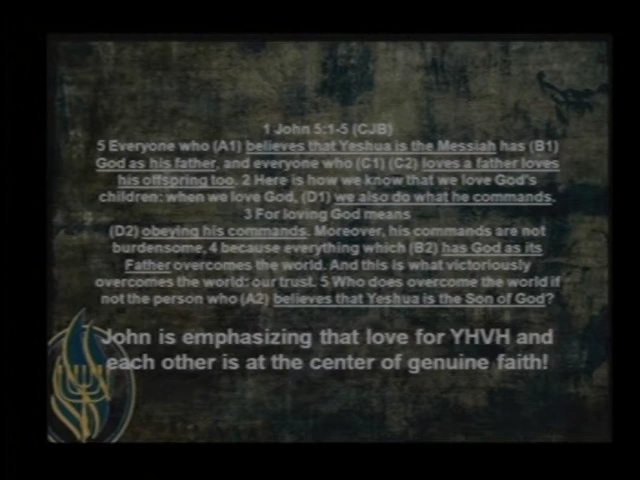 1 John 5:1-5 (CJB)
5 Everyone who (A1) believes that Yeshua is the Messiah has (B1)
God as his father, and everyone who (C1) (C2) loves a father loves
his offspring too. 2 Here is how we know that we love God's
children: when we love God, (D1) we also do what he commands.
3 For loving God means
(D2) obeying his commands. Moreover, his commands are not
burdensome, 4 because everything which (B2) has God as its
Father overcomes the world. And this is what victoriously
overcomes the world: our trust. 5 Who does overcome the world if
not the person who (A2) believes that Yeshua is the Son of God?
John is emphasizing that love for YHVH and
each other is at the center of genuine faith!